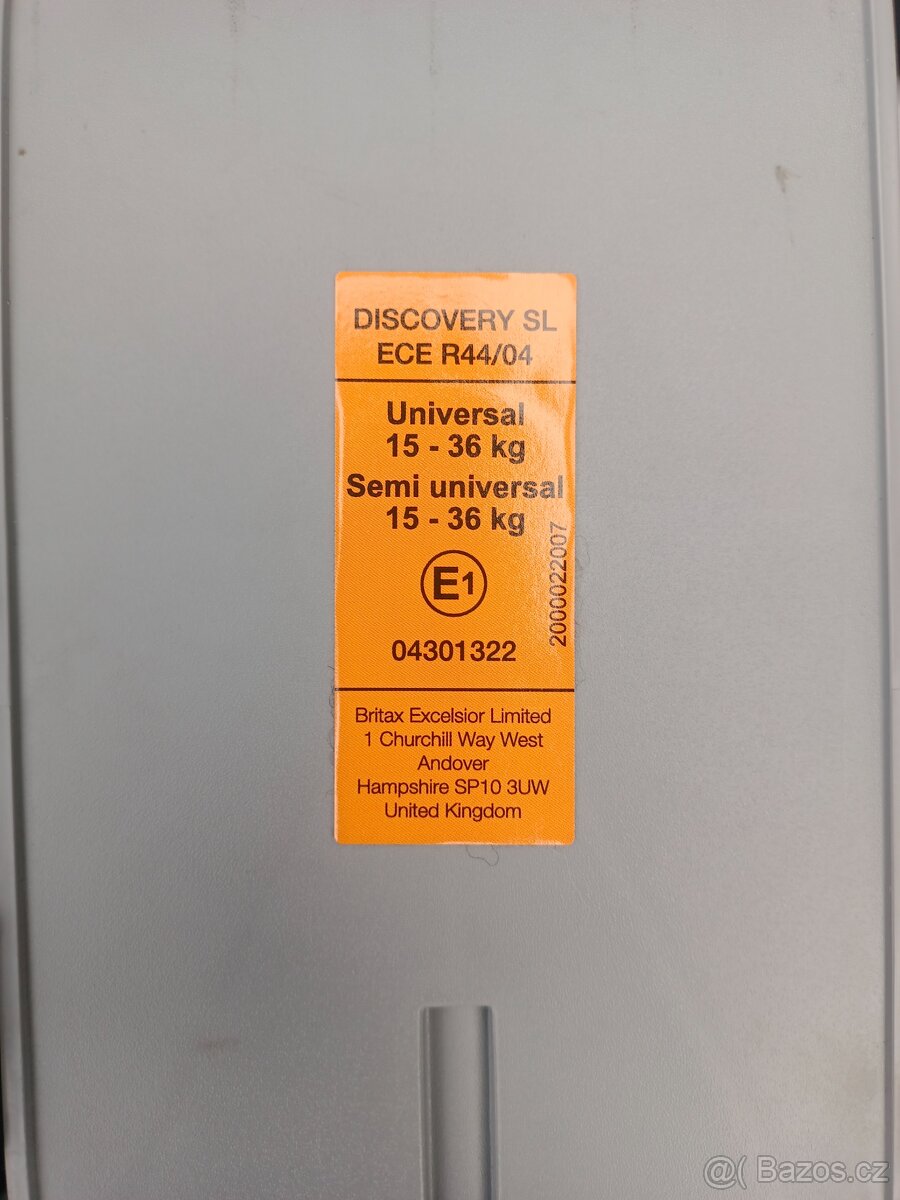 DISCOVERY SL
ECE R44/04
Universal
15 - 36 kg
Semi universal
15 - 36 kg
E1
2000022007
04301322
Britax Excelsior Limited
1 Churchill Way West
Andover
Hampshire SP10 3UW
United Kingdom
@( Bazos.cz